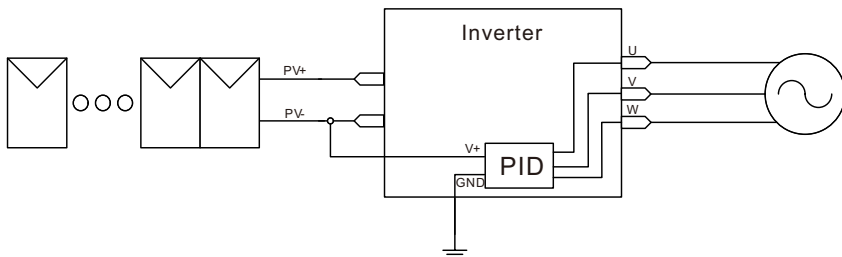 Inverter
U
PV+
V
PV-
W
V+
PID
GND